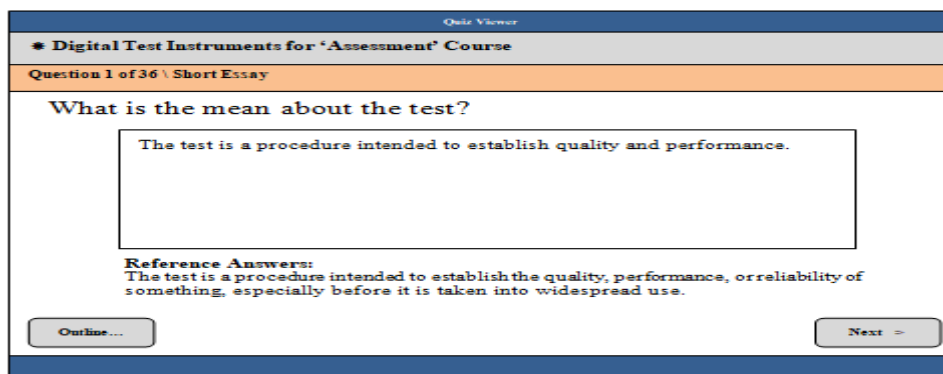 Quiz Viewer
✷ Digital Test Instruments for ‘Assessment’ Course
Question 1 of 36 \ Short Essay
What is the mean about the test?
The test is a procedure intended to establish quality and performance.
Reference Answers:
The test is a procedure intended to establish the quality, performance, or reliability of
something, especially before it is taken into widespread use.
Outline...
Next >